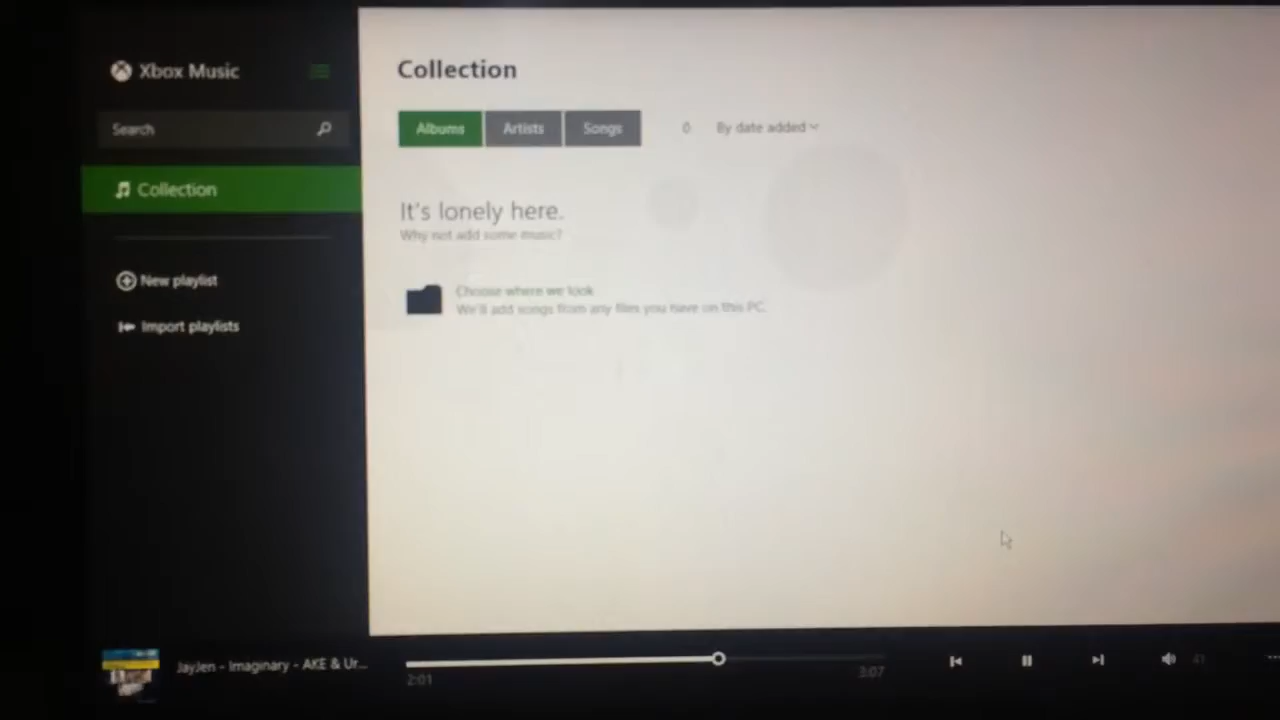 Xbox Music
Search
Collection
New playlist
Import playlists
Collection
Albums
Artists
Songs
0
By date added
It's lonely here.
Why not add some music?
Choose where we look
We'll add songs from any files you have on this PC.
JayJen - Imaginary - AKE & Ur...
2:01
3:07
41